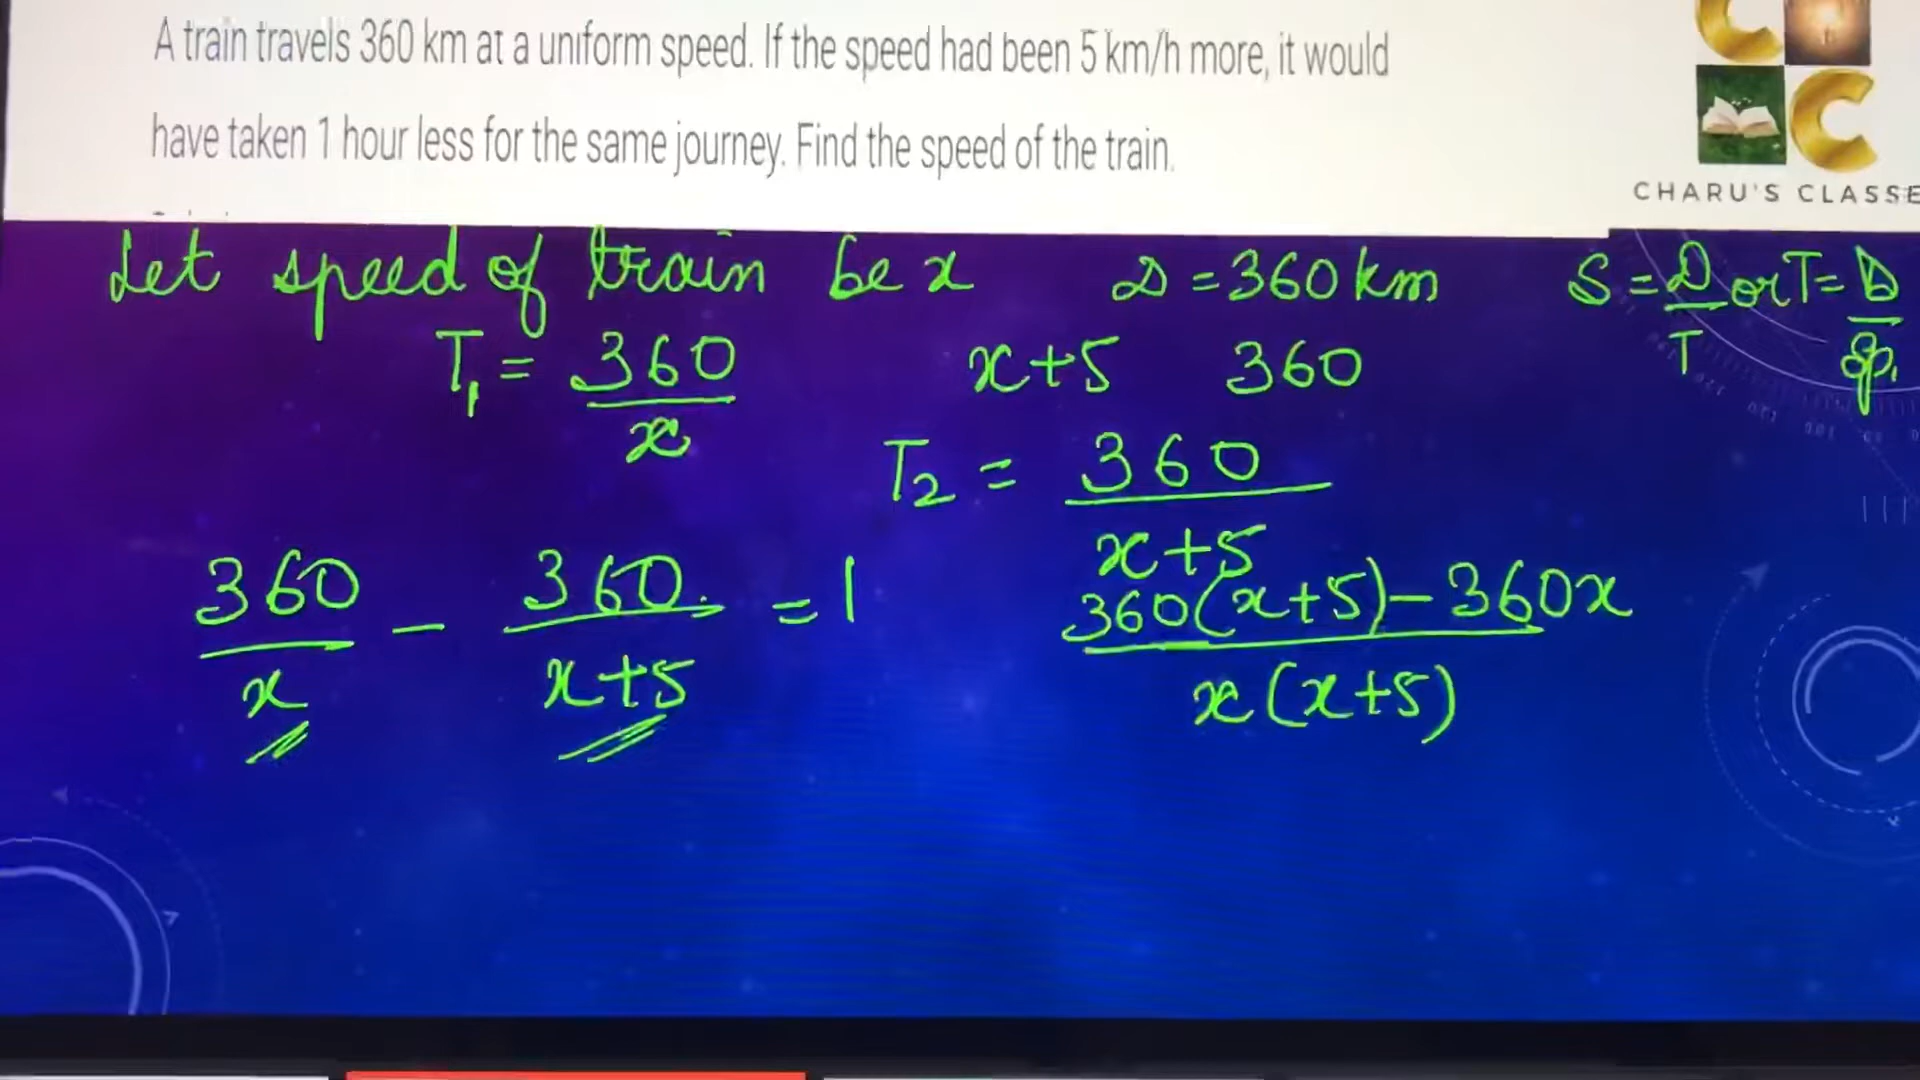 A train travels 360 km at a uniform speed. If the speed had been 5 km/h more, it would
have taken 1 hour less for the same journey. Find the speed of the train.
C
C
CHARU'S CLASSE
Let speed of train be x D = 360 km S = D/T or T = D/Sp.
T₁ = 360/x x+5 360
T₂ = 360/x+5
360/x - 360/x+5 = 1 360(x+5) - 360x/x(x+5)